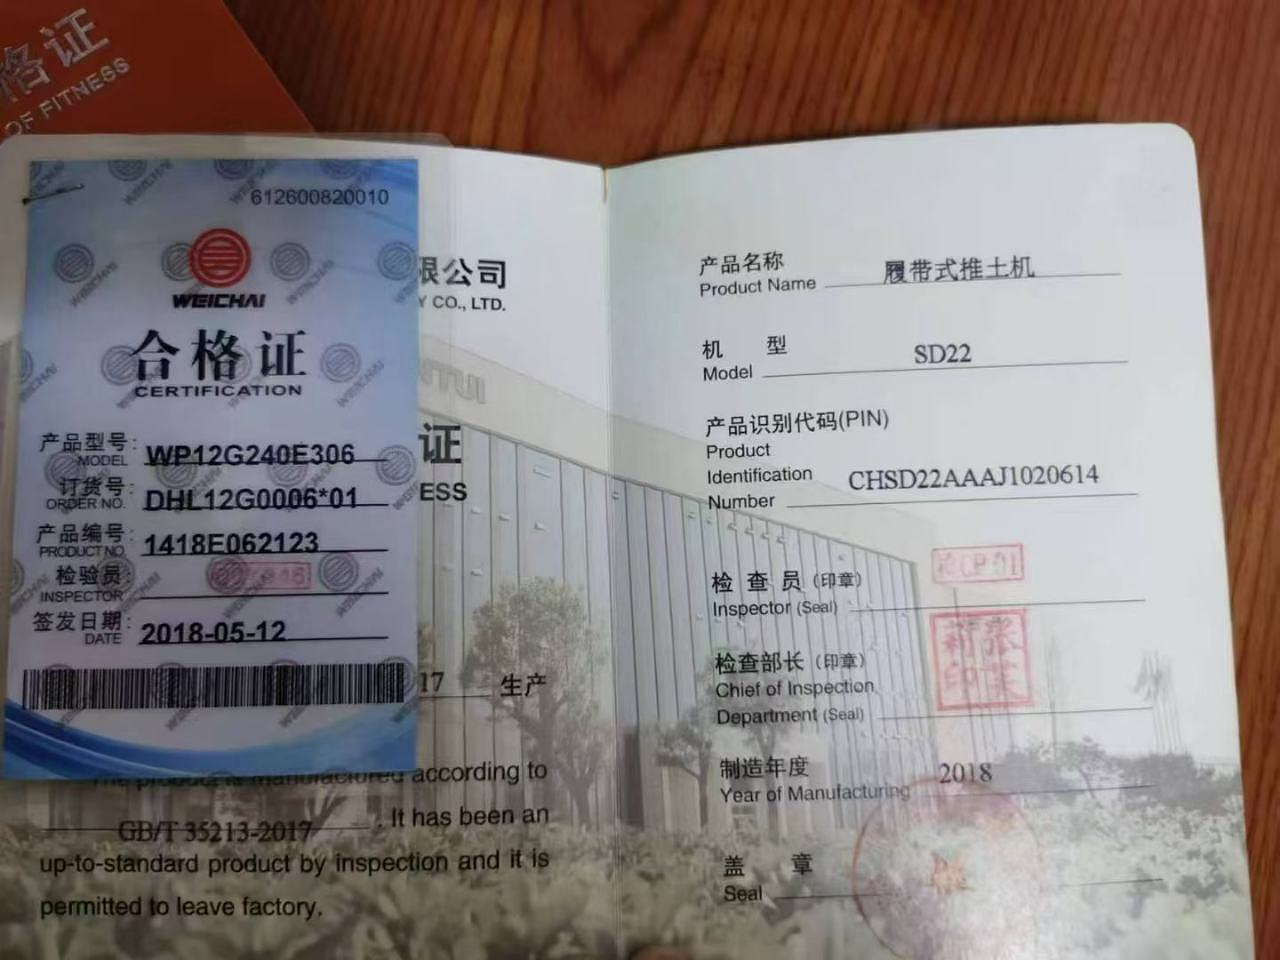 格证
OF FITNESS
612600820010
WEICHAI
合格证
CERTIFICATION
产品型号: WP12G240E306
MODEL
订货号: DHL12G0006*01
ORDER NO.
产品编号: 1418E062123
PRODUCT NO.
检验员:
INSPECTOR
签发日期: 2018-05-12
DATE
限公司
Y CO., LTD.
证
ESS
17 生产
The product is manufactured according to
GB/T 35213-2017. It has been an
up-to-standard product by inspection and it is
permitted to leave factory.
产品名称 履带式推土机
Product Name
机 型 SD22
Model
产品识别代码(PIN)
Product
Identification CHSD22AAAJ1020614
Number
检 查 员 (印章)
Inspector (Seal)
检查部长 (印章)
Chief of Inspection
Department (Seal)
制造年度 2018
Year of Manufacturing
盖 章
Seal